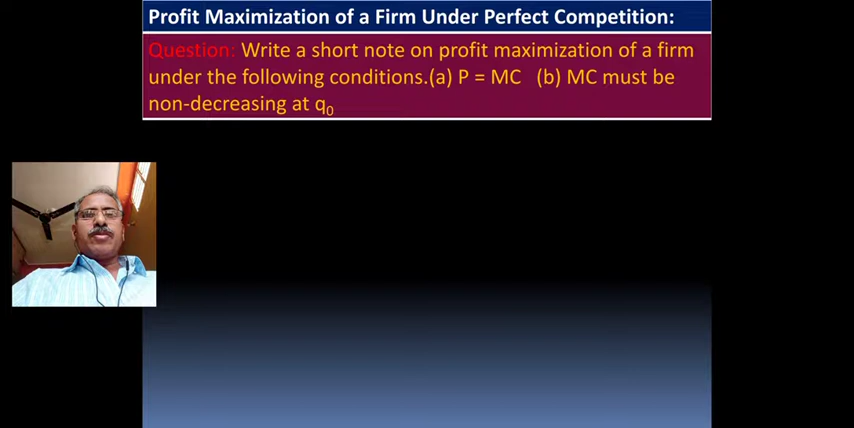 Profit Maximization of a Firm Under Perfect Competition:
Question: Write a short note on profit maximization of a firm
under the following conditions.(a) P = MC (b) MC must be
non-decreasing at q₀